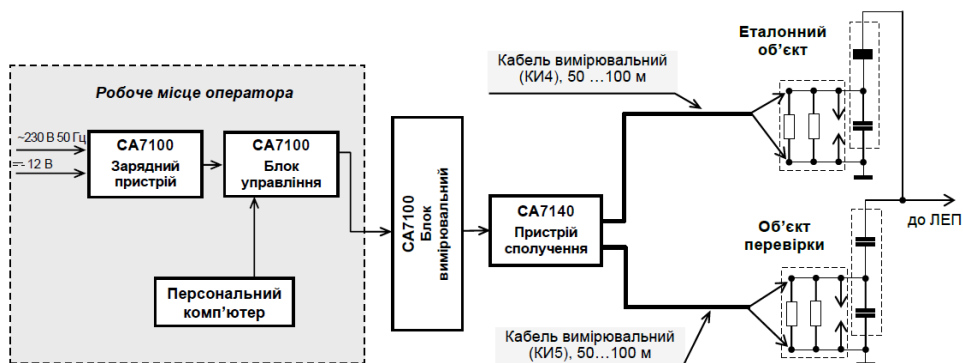 Робоче місце оператора
~230 В 50 Гц
12 В
СА7100
Зарядний
пристрій
СА7100
Блок
управління
Персональний
комп'ютер
СА7100
Блок
вимірювальний
СА7140
Пристрій
сполучення
Кабель вимірювальний
(КИ4), 50 …100 м
Еталонний
об’єкт
до ЛЕП
Об’єкт
перевірки
Кабель вимірювальний
(КИ5), 50…100 м